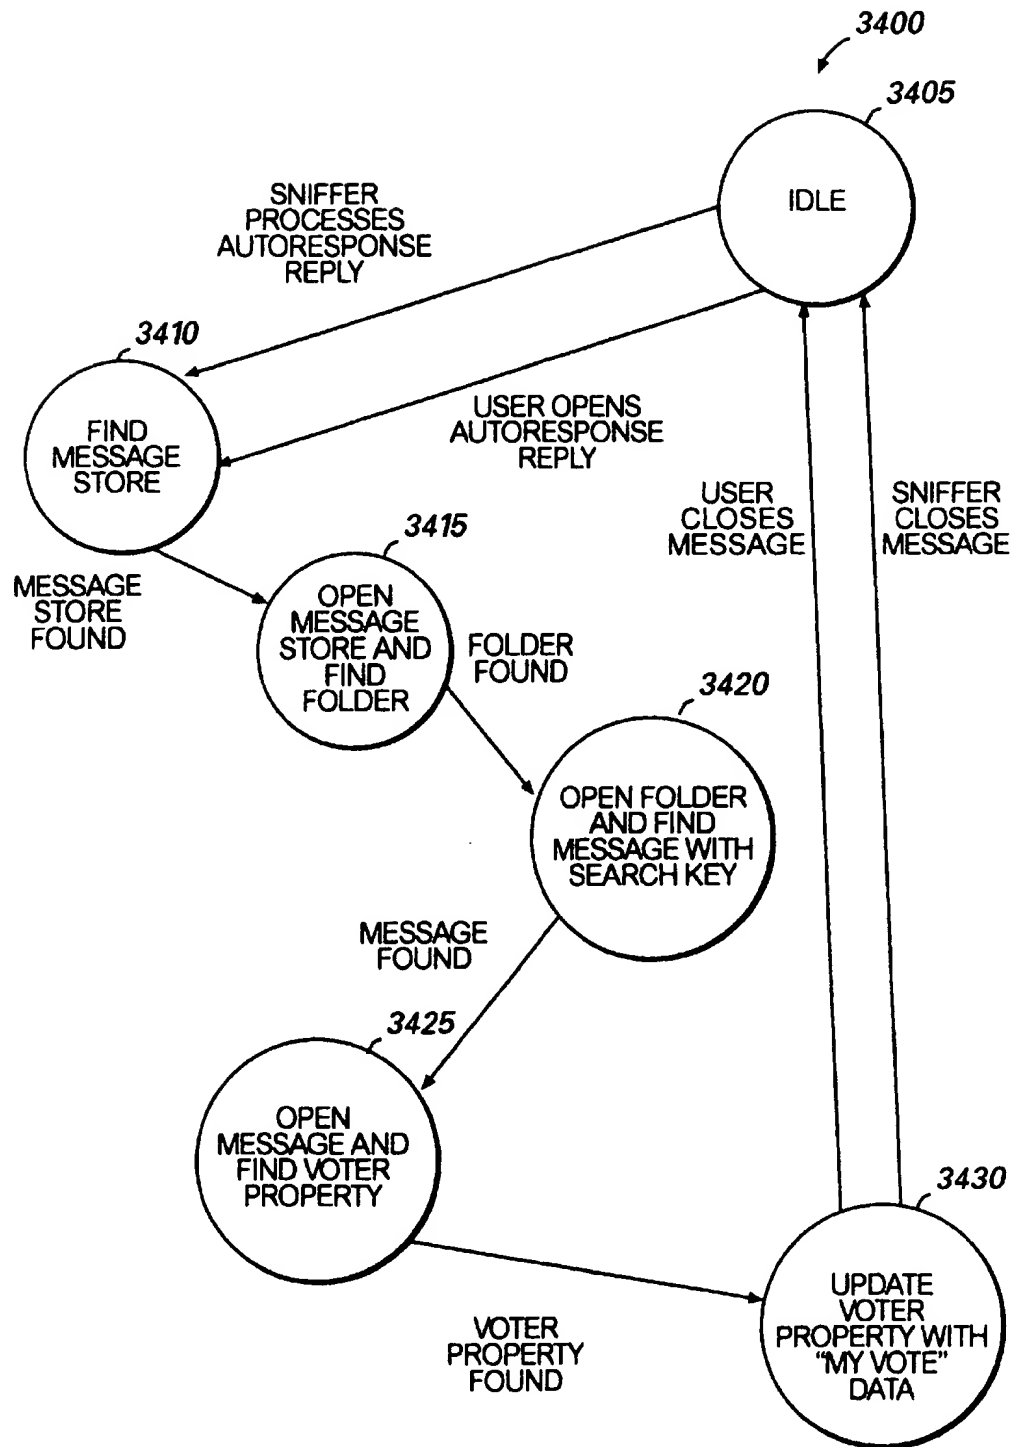 3400
3405
IDLE
SNIFFER
PROCESSES
AUTORESPONSE
REPLY
3410
FIND
MESSAGE
STORE
USER OPENS
AUTORESPONSE
REPLY
USER
CLOSES
MESSAGE
SNIFFER
CLOSES
MESSAGE
3415
MESSAGE
STORE
FOUND
OPEN
MESSAGE
STORE AND
FIND
FOLDER
FOLDER
FOUND
3420
OPEN FOLDER
AND FIND
MESSAGE WITH
SEARCH KEY
MESSAGE
FOUND
3425
OPEN
MESSAGE AND
FIND VOTER
PROPERTY
3430
VOTER
PROPERTY
FOUND
UPDATE
VOTER
PROPERTY WITH
"MY VOTE"
DATA